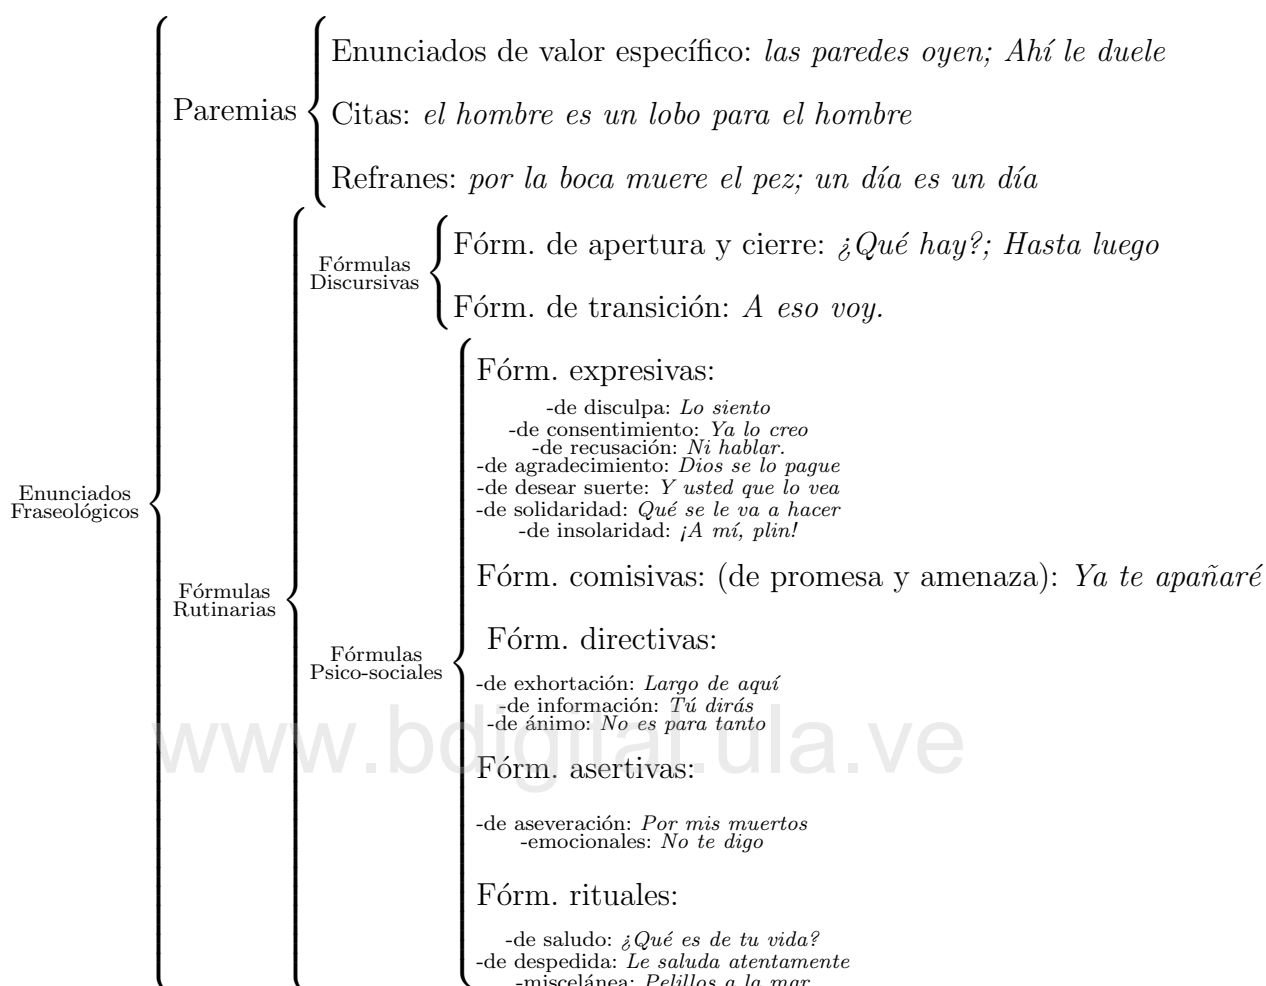 Enunciados de valor específico: las paredes oyen; Ahí le duele
Paremias
Citas: el hombre es un lobo para el hombre
Refranes: por la boca muere el pez; un día es un día
Fórmulas
Discursivas
Fórm. de apertura y cierre: ¿Qué hay?; Hasta luego
Fórm. de transición: A eso voy.
Enunciados
Fraseológicos
Fórmulas
Rutinarias
Fórmulas
Psico-sociales
Fórm. expresivas:
-de disculpa: Lo siento
-de consentimiento: Ya lo creo
-de recusación: Ni hablar.
-de agradecimiento: Dios se lo pague
-de desear suerte: Y usted que lo vea
-de solidaridad: Qué se le va a hacer
-de insolaridad: ¡A mí, plin!
Fórm. comisivas: (de promesa y amenaza): Ya te apañaré
Fórm. directivas:
-de exhortación: Largo de aquí
-de información: Tú dirás
-de ánimo: No es para tanto
www.bdigital.ula.ve
Fórm. asertivas:
-de aseveración: Por mis muertos
-emocionales: No te digo
Fórm. rituales:
-de saludo: ¿Qué es de tu vida?
-de despedida: Le saluda atentamente
-miscelánea: Pelillos a la mar